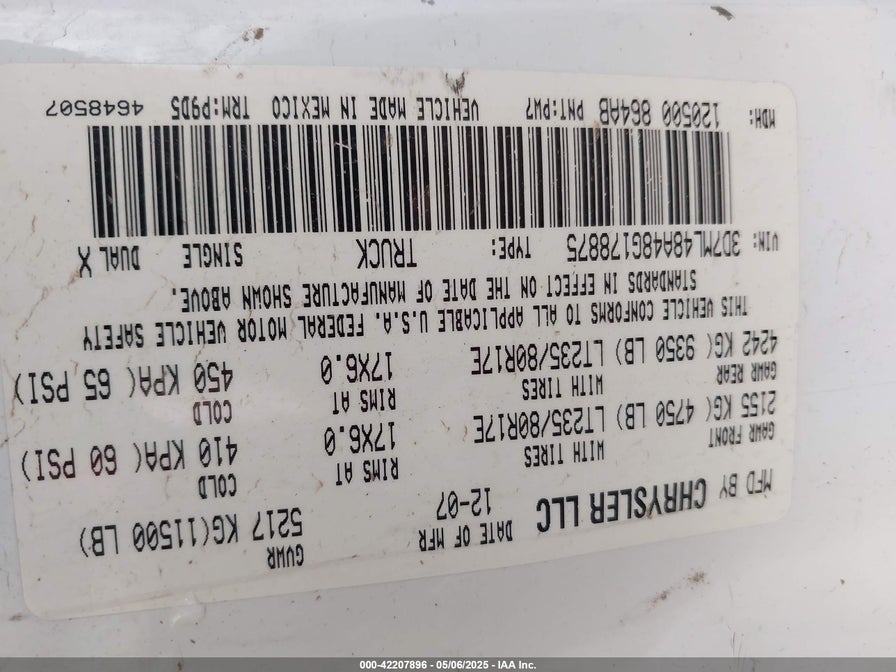 MFD BY CHRYSLER LLC DATE OF MFR 12-07 GVWR 5217 KG(11500 LB)
GAWR FRONT WITH TIRES RIMS AT COLD
2155 KG( 4750 LB) LT235/80R17E 17X6.0 410 KPA( 60 PSI)
GAWR REAR WITH TIRES RIMS AT COLD
4242 KG( 9350 LB) LT235/80R17E 17X6.0 450 KPA( 65 PSI)
THIS VEHICLE CONFORMS TO ALL APPLICABLE U.S.A. FEDERAL MOTOR VEHICLE SAFETY
STANDARDS IN EFFECT ON THE DATE OF MANUFACTURE SHOWN ABOVE.
VIN: 3D7ML48A48G178875 TYPE: TRUCK SINGLE DUAL X
MDH: 120500 864AB PNT:PW7 VEHICLE MADE IN MEXICO TRM:P9D5 4648507
000-42207896 - 05/06/2025 - IAA Inc.